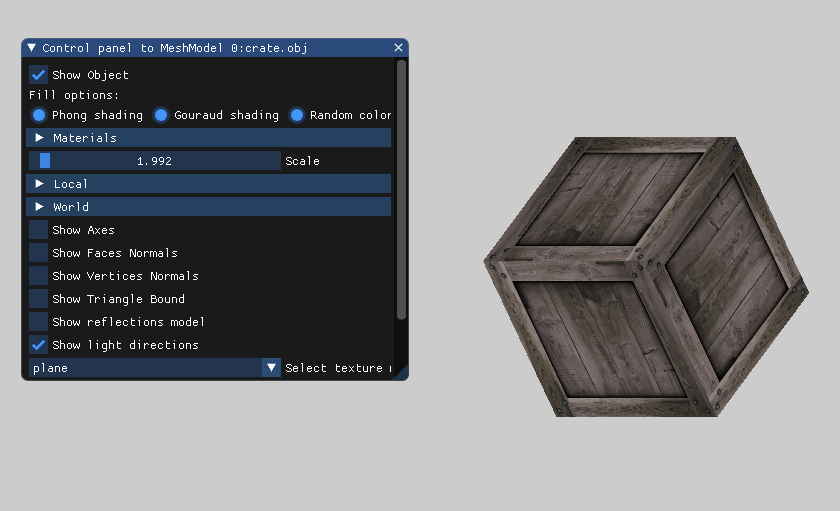 Control panel to MeshModel 0:crate.obj
Show Object
Fill options:
Phong shading Gouraud shading Random color
Materials
1.992 Scale
Local
World
Show Axes
Show Faces Normals
Show Vertices Normals
Show Triangle Bound
Show reflections model
Show light directions
plane Select texture